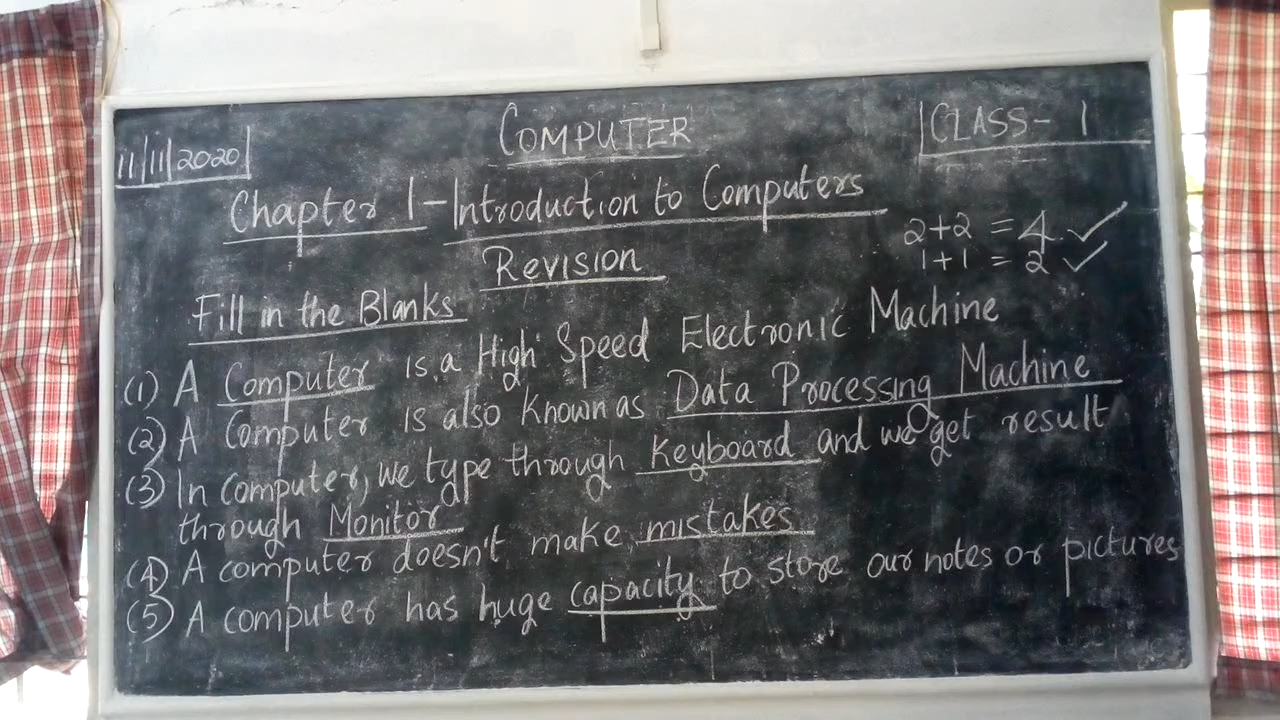 COMPUTER
CLASS- 1
11/11/2020
Chapter 1-Introduction to Computers
2+2 = 4 ✓
1+1 = 2 ✓
Revision
Fill in the Blanks
(1) A Computer is a High Speed Electronic Machine
(2) A Computer is also known as Data Processing Machine
(3) In computer, we type through keyboard and we get result
through Monitor
(4) A computer doesn't make mistakes
(5) A computer has huge capacity to store our notes or pictures